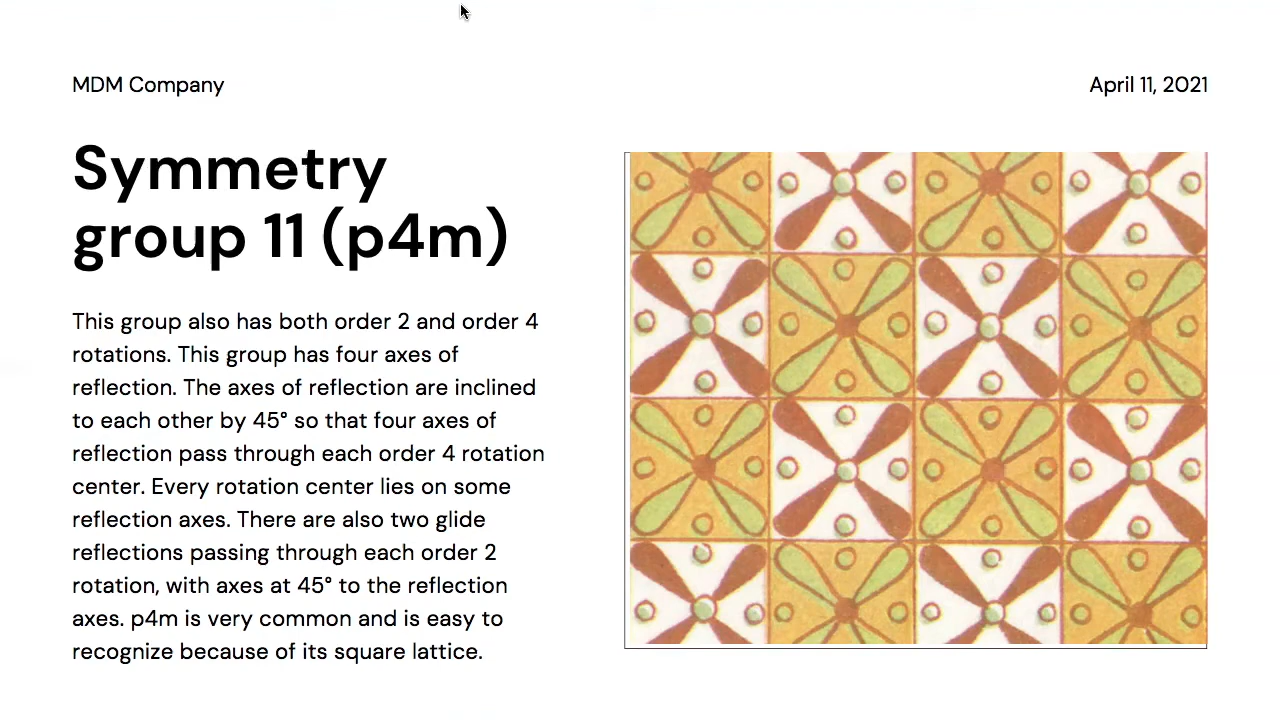 MDM Company
April 11, 2021
Symmetry
group 11 (p4m)
This group also has both order 2 and order 4
rotations. This group has four axes of
reflection. The axes of reflection are inclined
to each other by 45° so that four axes of
reflection pass through each order 4 rotation
center. Every rotation center lies on some
reflection axes. There are also two glide
reflections passing through each order 2
rotation, with axes at 45° to the reflection
axes. p4m is very common and is easy to
recognize because of its square lattice.